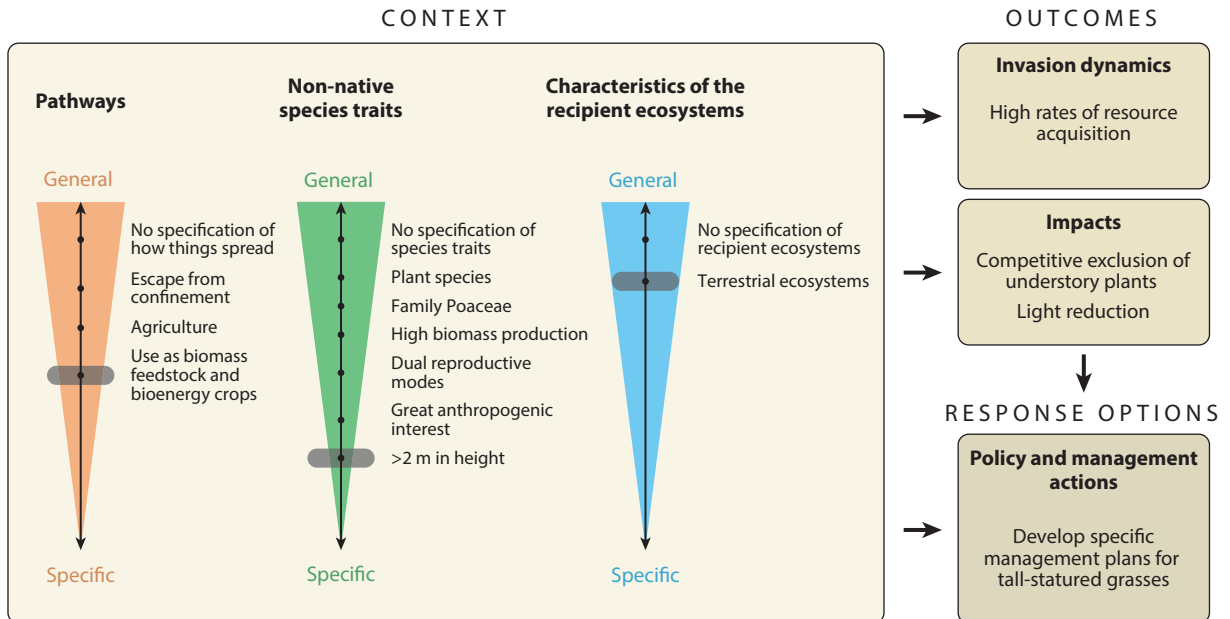 CONTEXT
Pathways
Non-native
species traits
Characteristics of the
recipient ecosystems
General
No specification of
how things spread
Escape from
confinement
Agriculture
Use as biomass
feedstock and
bioenergy crops
Specific
General
No specification of
species traits
Plant species
Family Poaceae
High biomass production
Dual reproductive
modes
Great anthropogenic
interest
>2 m in height
Specific
General
No specification of
recipient ecosystems
Terrestrial ecosystems
Specific
OUTCOMES
Invasion dynamics
High rates of resource
acquisition
Impacts
Competitive exclusion of
understory plants
Light reduction
RESPONSE OPTIONS
Policy and management
actions
Develop specific
management plans for
tall-statured grasses